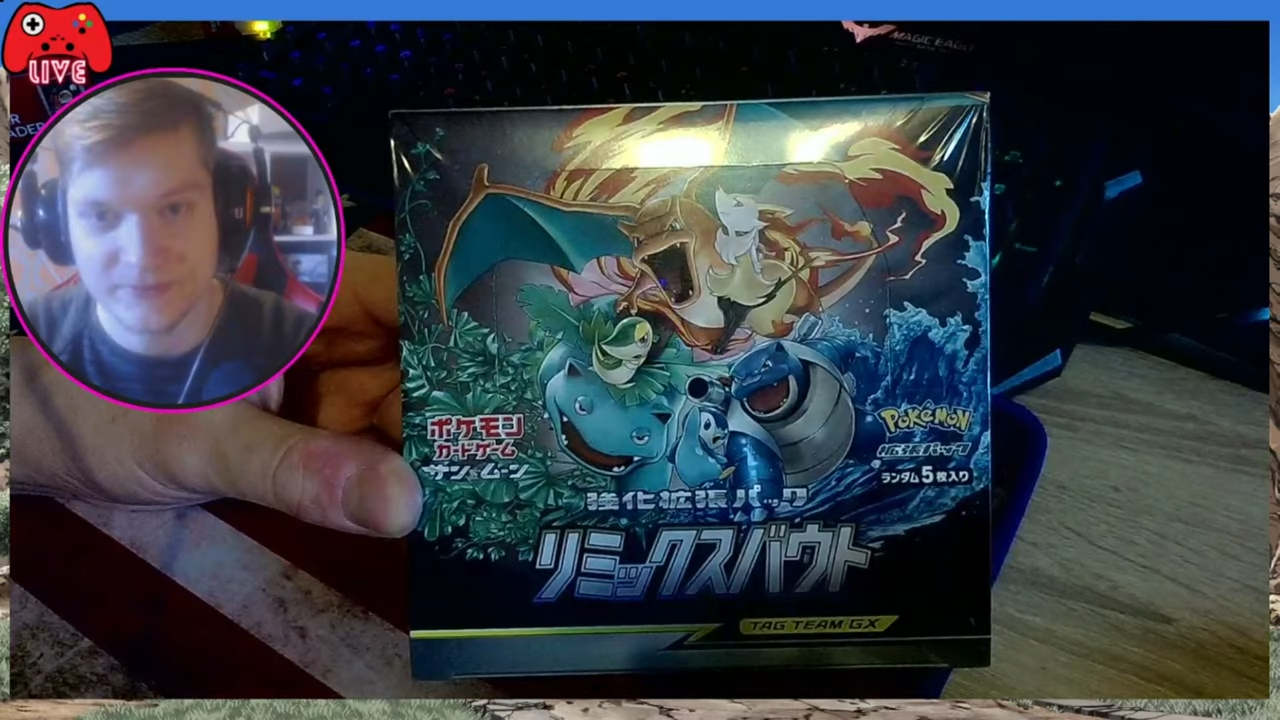 LIVE
MAGIC EAGLE
ポケモン
カードゲーム
サン&ムーン
POKÉMON
拡張パック
ランダム5枚入り
強化拡張パック
リミックスバウト
TAG TEAM GX